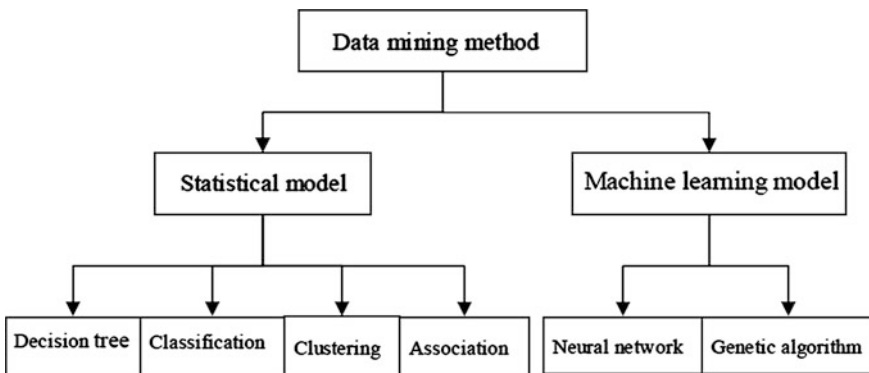 Data mining method
Statistical model
Machine learning model
Decision tree
Classification
Clustering
Association
Neural network
Genetic algorithm